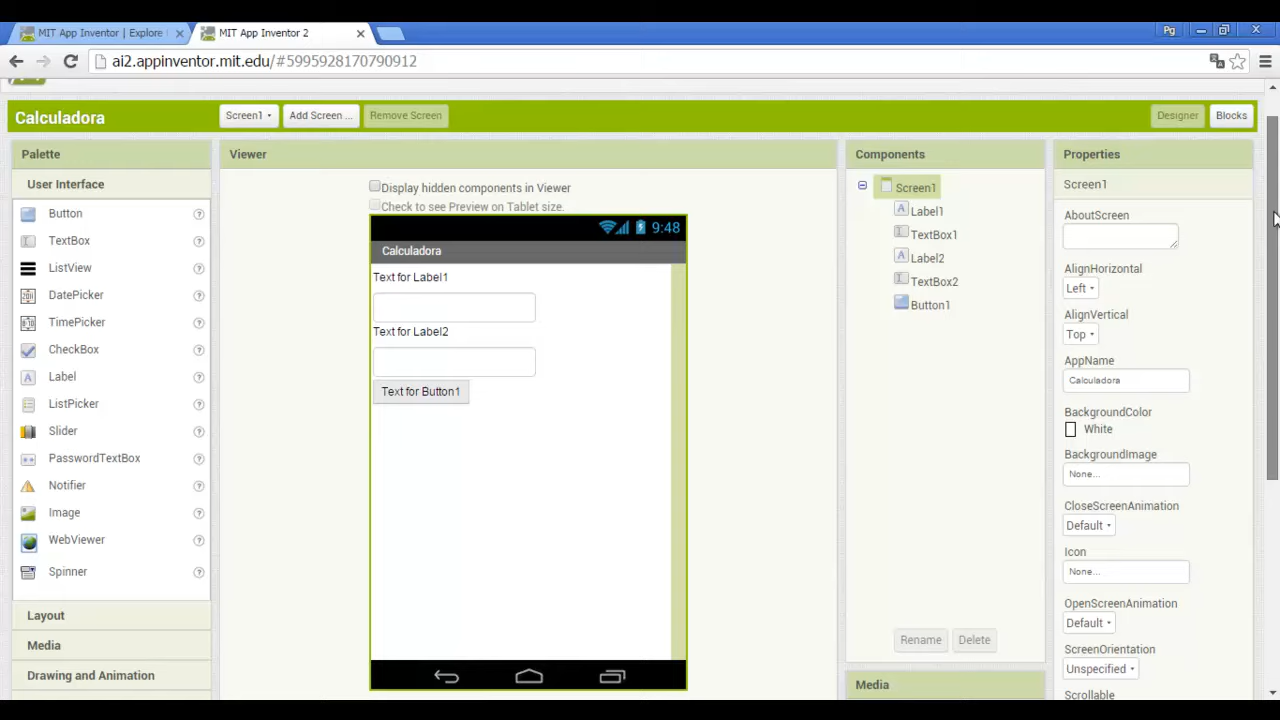 MIT App Inventor | Explore
MIT App Inventor 2
Pg
ai2.appinventor.mit.edu/#5995928170790912
Calculadora
Screen1
Add Screen ...
Remove Screen
Designer
Blocks
Palette
User Interface
Button
TextBox
ListView
DatePicker
TimePicker
CheckBox
Label
ListPicker
Slider
PasswordTextBox
Notifier
Image
WebViewer
Spinner
Layout
Media
Drawing and Animation
Viewer
Display hidden components in Viewer
Check to see Preview on Tablet size.
9:48
Calculadora
Text for Label1
Text for Label2
Text for Button1
Components
Screen1
Label1
TextBox1
Label2
TextBox2
Button1
Rename
Delete
Media
Properties
Screen1
AboutScreen
AlignHorizontal
Left
AlignVertical
Top
AppName
Calculadora
BackgroundColor
White
BackgroundImage
None...
CloseScreenAnimation
Default
Icon
None...
OpenScreenAnimation
Default
ScreenOrientation
Unspecified
Scrollable